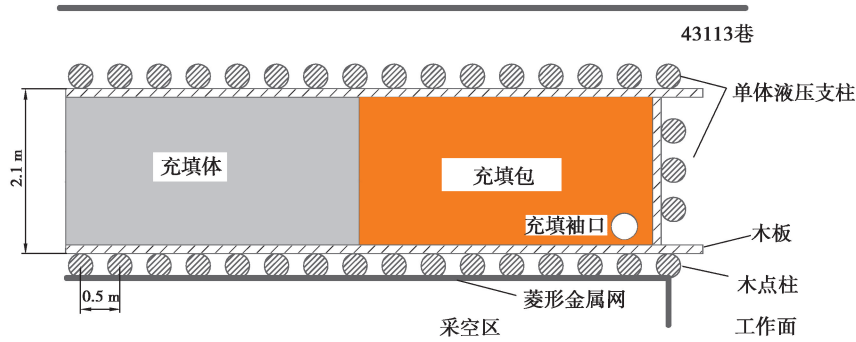 43113巷
单体液压支柱
2.1 m
充填体
充填包
充填袖口
木板
木点柱
0.5 m
菱形金属网
采空区
工作面